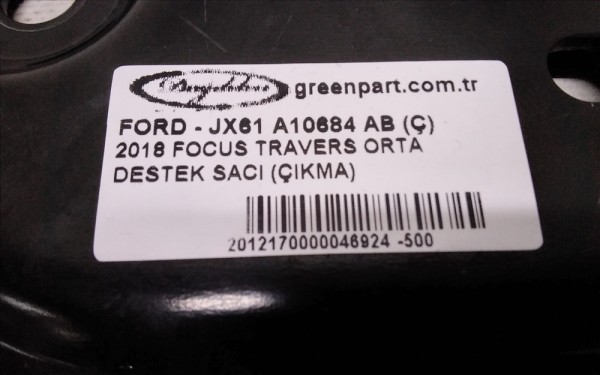 greenpart.com.tr
FORD - JX61 A10684 AB (Ç)
2018 FOCUS TRAVERS ORTA
DESTEK SACI (ÇIKMA)
2012170000046924 -500